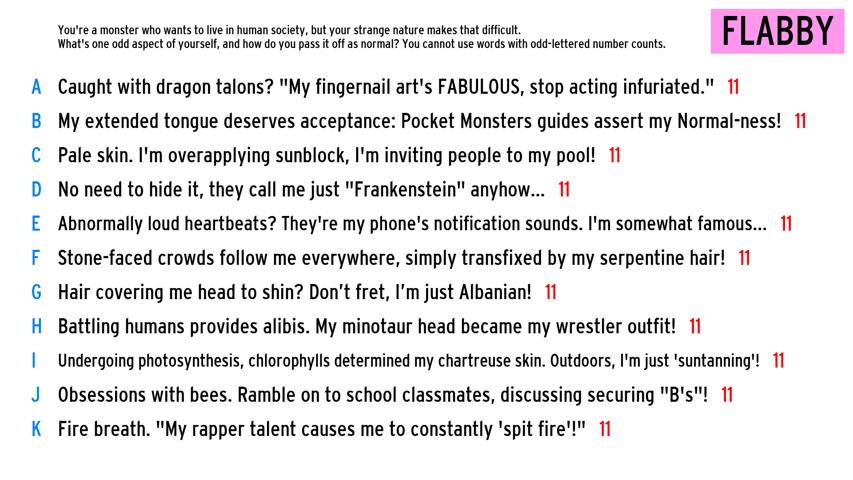 You're a monster who wants to live in human society, but your strange nature makes that difficult.
What's one odd aspect of yourself, and how do you pass it off as normal? You cannot use words with odd-lettered number counts.
FLABBY
A Caught with dragon talons? "My fingernail art's FABULOUS, stop acting infuriated." 11
B My extended tongue deserves acceptance: Pocket Monsters guides assert my Normal-ness! 11
C Pale skin. I'm overapplying sunblock, I'm inviting people to my pool! 11
D No need to hide it, they call me just "Frankenstein" anyhow... 11
E Abnormally loud heartbeats? They're my phone's notification sounds. I'm somewhat famous... 11
F Stone-faced crowds follow me everywhere, simply transfixed by my serpentine hair! 11
G Hair covering me head to shin? Don’t fret, I’m just Albanian! 11
H Battling humans provides alibis. My minotaur head became my wrestler outfit! 11
I Undergoing photosynthesis, chlorophylls determined my chartreuse skin. Outdoors, I'm just 'suntanning'! 11
J Obsessions with bees. Ramble on to school classmates, discussing securing "B's"! 11
K Fire breath. "My rapper talent causes me to constantly 'spit fire'!" 11